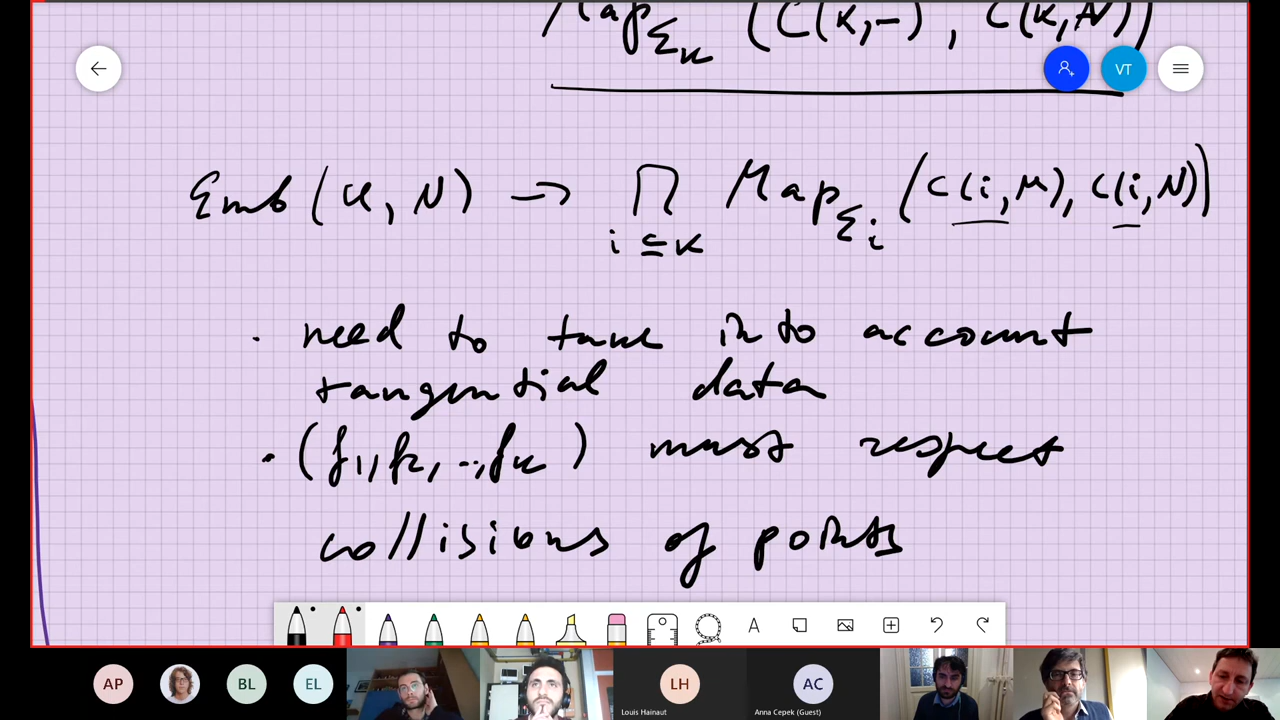 Map_{Σ_k} (C(k,-), C(k,N))
VT
Emb(M, N) → ∏_{i ≤ k} Map_{Σ_i} (C(i,M), C(i,N))
· need to take into account
tangential data
· (f_1, f_2, .., f_k) must respect
collisions of points
A
AP
BL
EL
LH
Louis Hainaut
AC
Anna Cepek (Guest)